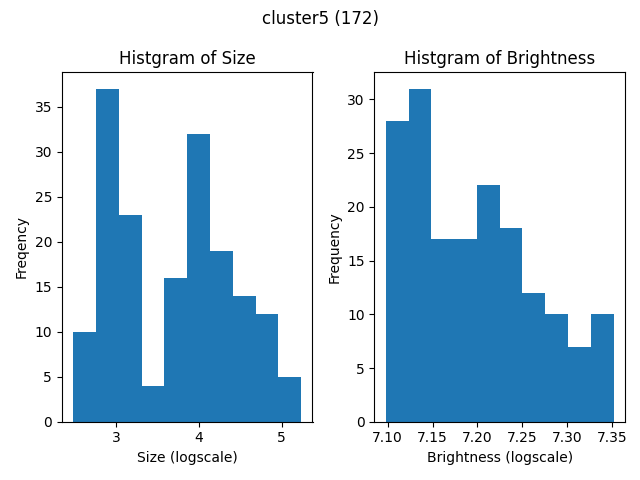 cluster5 (172)
Histgram of Size
Histgram of Brightness
Freqency
35
30
25
20
15
10
5
0
3 4 5
Size (logscale)
Frequency
30
25
20
15
10
5
0
7.10 7.15 7.20 7.25 7.30 7.35
Brightness (logscale)